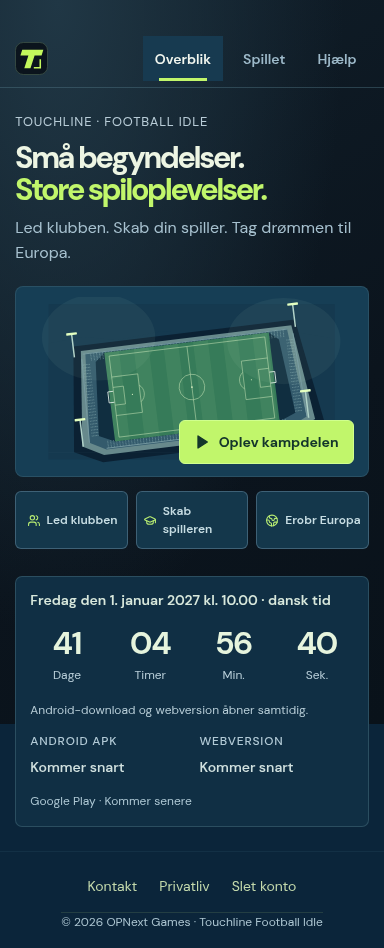 Overblik Spillet Hjælp
TOUCHLINE · FOOTBALL IDLE
Små begyndelser.
Store spiloplevelser.
Led klubben. Skab din spiller. Tag drømmen til
Europa.
Oplev kampdelen
Led klubben
Skab
spilleren
Erobr Europa
Fredag den 1. januar 2027 kl. 10.00 · dansk tid
41 04 56 40
Dage Timer Min. Sek.
Android-download og webversion åbner samtidig.
ANDROID APK WEBVERSION
Kommer snart Kommer snart
Google Play · Kommer senere
Kontakt Privatliv Slet konto
© 2026 OPNext Games · Touchline Football Idle